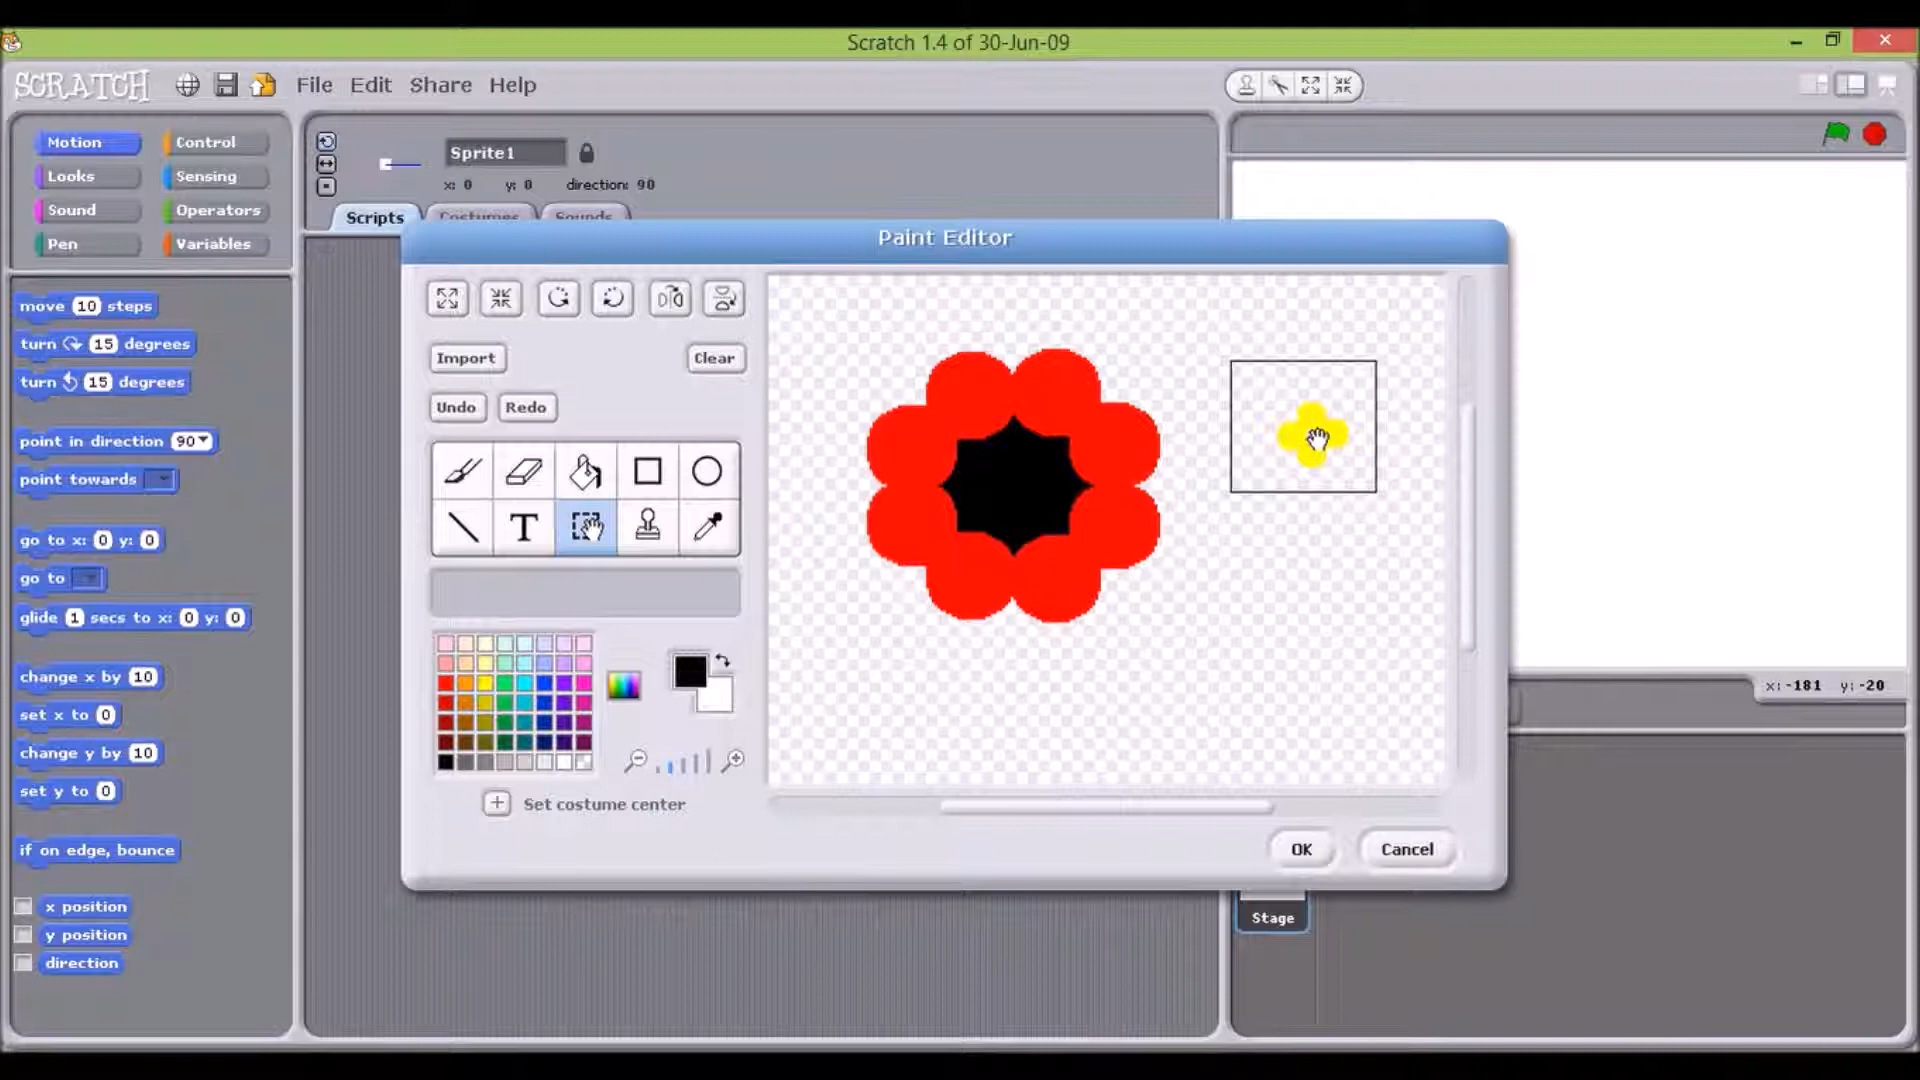 Scratch 1.4 of 30-Jun-09
SCRATCH
File Edit Share Help
Motion
Control
Looks
Sensing
Sound
Operators
Pen
Variables
move 10 steps
turn 15 degrees
turn 15 degrees
point in direction 90
point towards
go to x: 0 y: 0
go to
glide 1 secs to x: 0 y: 0
change x by 10
set x to 0
change y by 10
set y to 0
if on edge, bounce
x position
y position
direction
Sprite1
x: 0 y: 0 direction: 90
Scripts
Costumes
Sounds
Paint Editor
Import
Clear
Undo
Redo
T
Set costume center
OK
Cancel
x: -181 y: -20
Stage